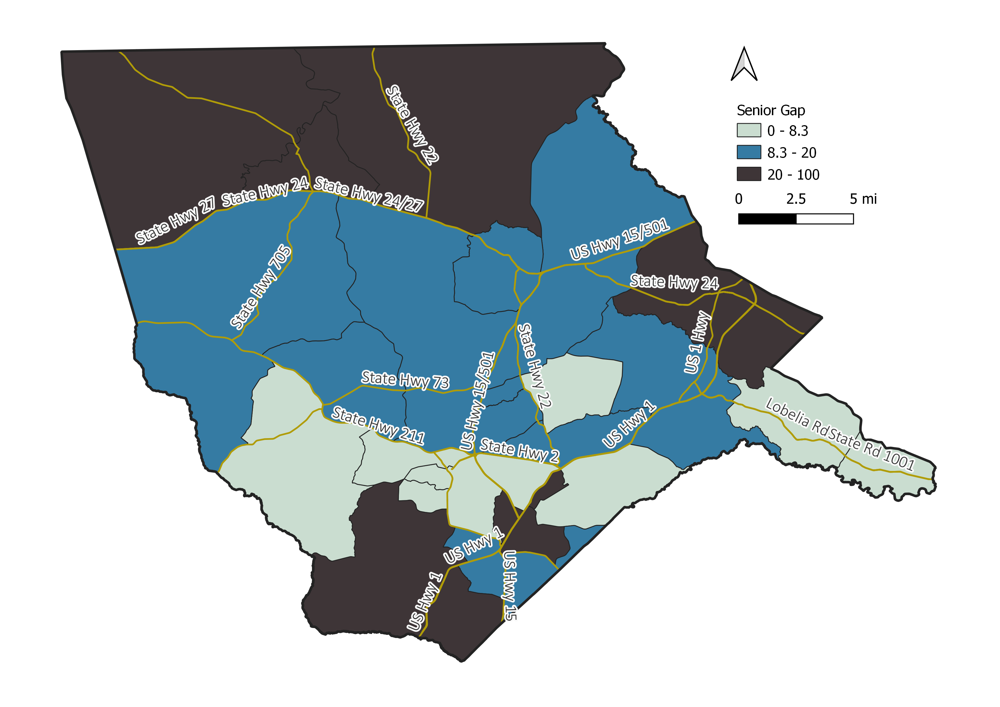 Senior Gap
0 - 8.3
8.3 - 20
20 - 100
0 2.5 5 mi
State Hwy 22
State Hwy 27
State Hwy 24
State Hwy 24/27
US Hwy 15/501
State Hwy 705
State Hwy 24
US 1 Hwy
State Hwy 22
State Hwy 73
US Hwy 15/501
State Hwy 211
State Hwy 2
US Hwy 1
Lobelia Rd
State Rd 1001
US Hwy 1
US Hwy 1
US Hwy 15